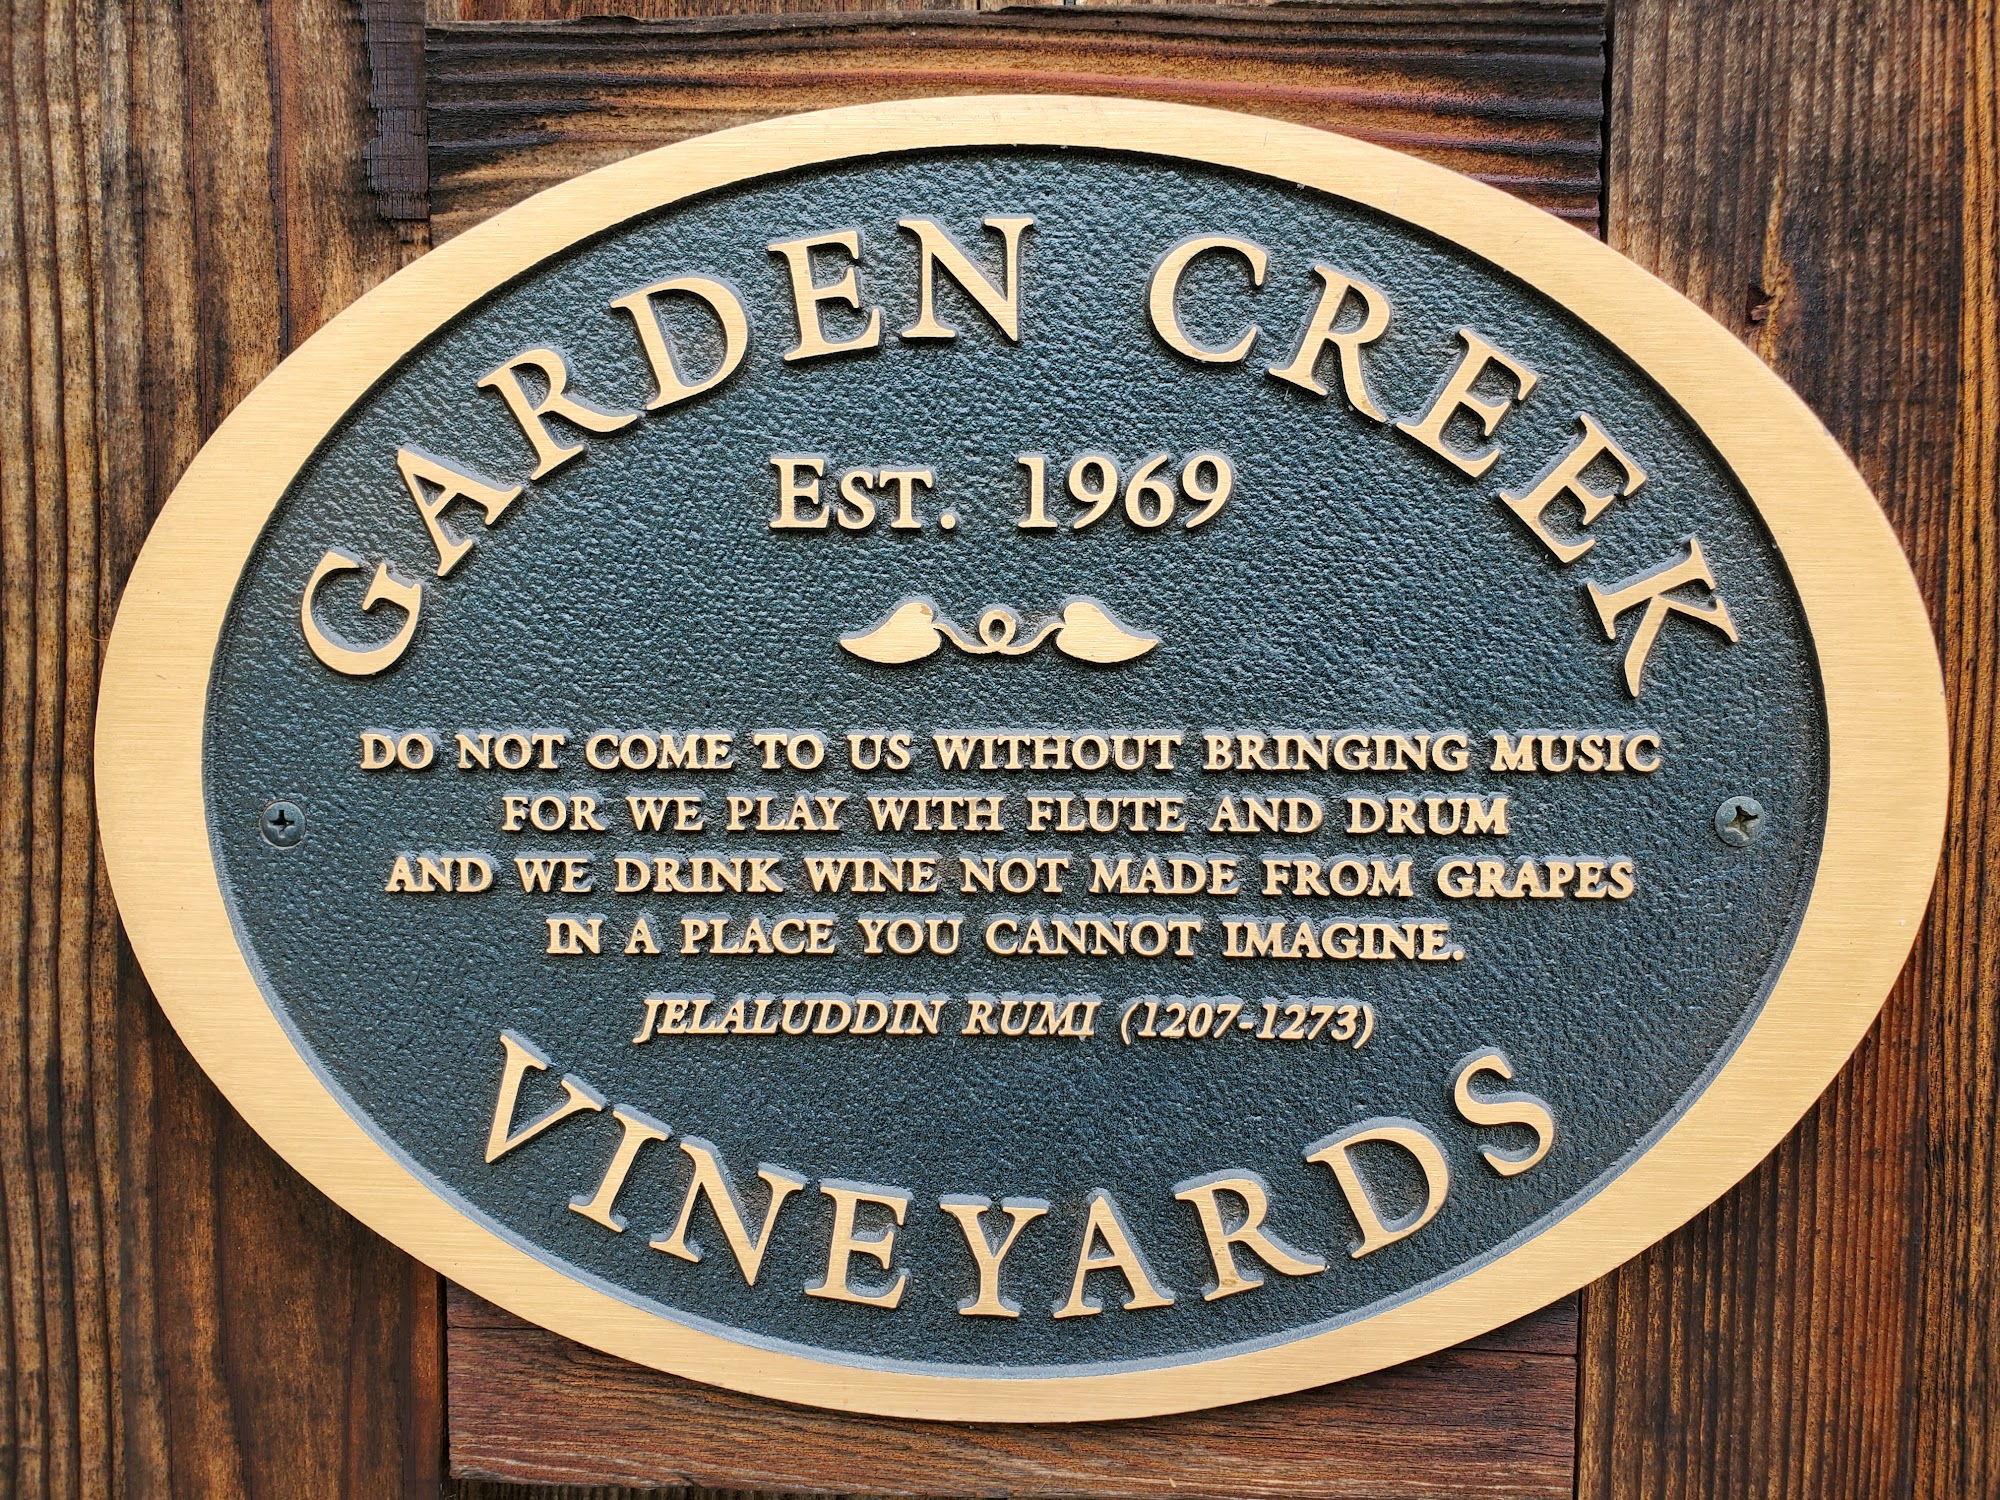 GARDEN CREEK
EST. 1969
DO NOT COME TO US WITHOUT BRINGING MUSIC
FOR WE PLAY WITH FLUTE AND DRUM
AND WE DRINK WINE NOT MADE FROM GRAPES
IN A PLACE YOU CANNOT IMAGINE.
JELALUDDIN RUMI (1207-1273)
VINEYARDS